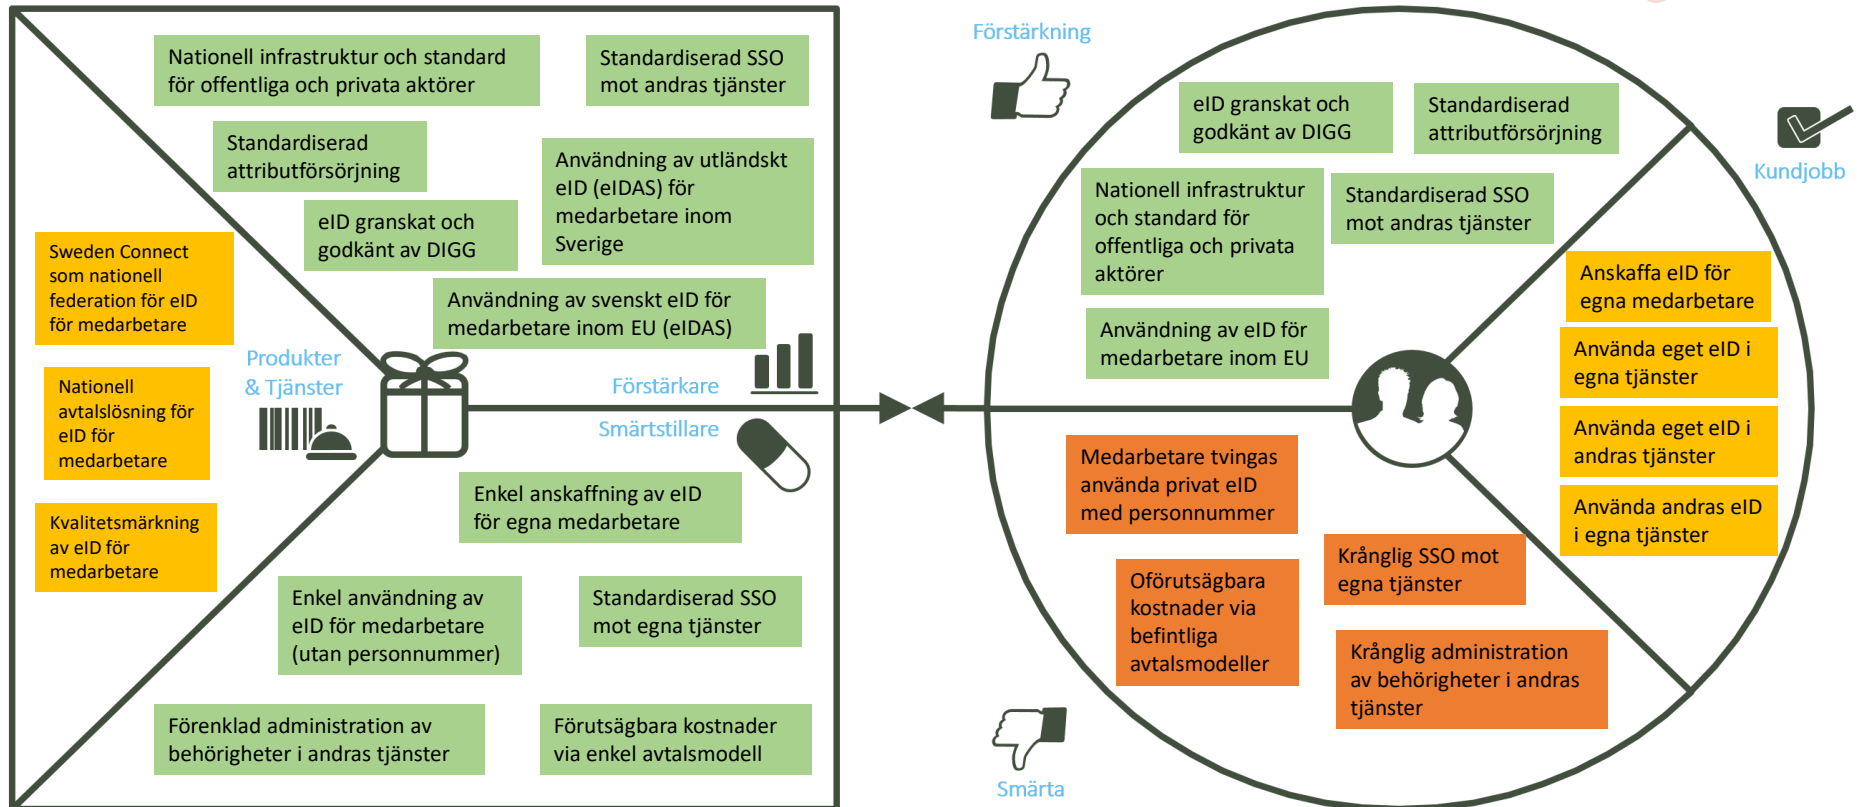 Nationell infrastruktur och standard
för offentliga och privata aktörer
Standardiserad SSO
mot andras tjänster
Standardiserad
attributförsörjning
Användning av utländskt
eID (eIDAS) för
medarbetare inom
Sverige
eID granskat och
godkänt av DIGG
Användning av svenskt eID för
medarbetare inom EU (eIDAS)
Sweden Connect
som nationell
federation för eID
för medarbetare
Nationell
avtalslösning för
eID för
medarbetare
Kvalitetsmärkning
av eID för
medarbetare
Produkter
& Tjänster
Förstärkare
Smärtstillare
Enkel anskaffning av eID
för egna medarbetare
Enkel användning av
eID för medarbetare
(utan personnummer)
Standardiserad SSO
mot egna tjänster
Förenklad administration av
behörigheter i andras tjänster
Förutsägbara kostnader
via enkel avtalsmodell
Förstärkning
eID granskat och
godkänt av DIGG
Standardiserad
attributförsörjning
Nationell infrastruktur
och standard för
offentliga och privata
aktörer
Standardiserad SSO
mot andras tjänster
Användning av eID för
medarbetare inom EU
Kundjobb
Anskaffa eID för
egna medarbetare
Använda eget eID i
egna tjänster
Använda eget eID i
andras tjänster
Använda andras eID
i egna tjänster
Medarbetare tvingas
använda privat eID
med personnummer
Oförutsägbara
kostnader via
befintliga
avtalsmodeller
Krånglig SSO mot
egna tjänster
Krånglig administration
av behörigheter i andras
tjänster
Smärta